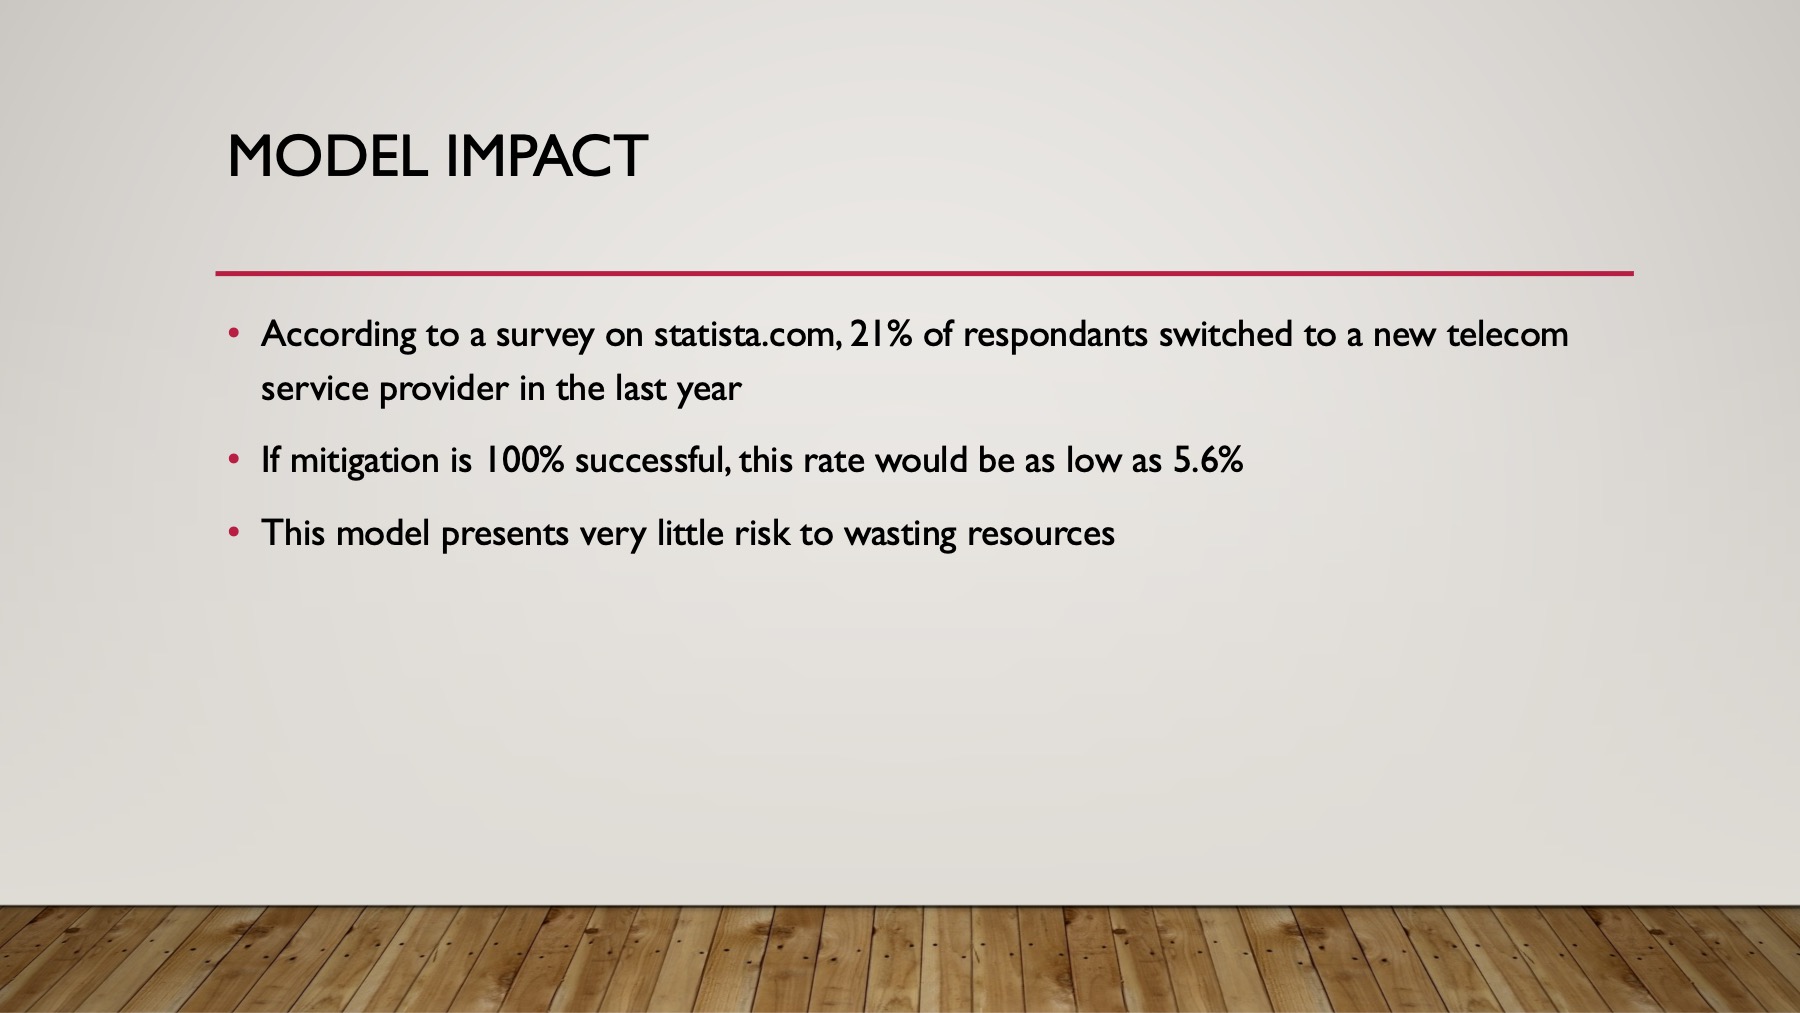 MODEL IMPACT
• According to a survey on statista.com, 21% of respondants switched to a new telecom
service provider in the last year
• If mitigation is 100% successful, this rate would be as low as 5.6%
• This model presents very little risk to wasting resources